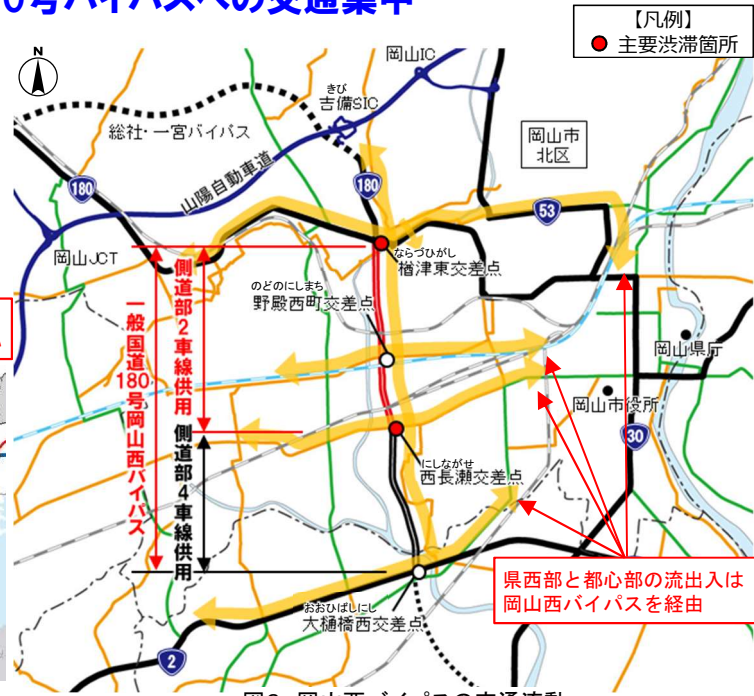 0号バイパスへの交通集中
【凡例】
主要渋滞箇所
N
岡山IC
きび
吉備SIC
総社・一宮バイパス
岡山市
北区
山陽自動車道
180
180
53
岡山JCT
ならづひがし
楢津東交差点
のどのにしまち
野殿西町交差点
側道部2車線供用
一般国道180号岡山西バイパス
側道部4車線供用
岡山県庁
岡山市役所
30
にしながせ
西長瀬交差点
県西部と都心部の流出入は
岡山西バイパスを経由
おおひばしにし
大樋橋西交差点
2